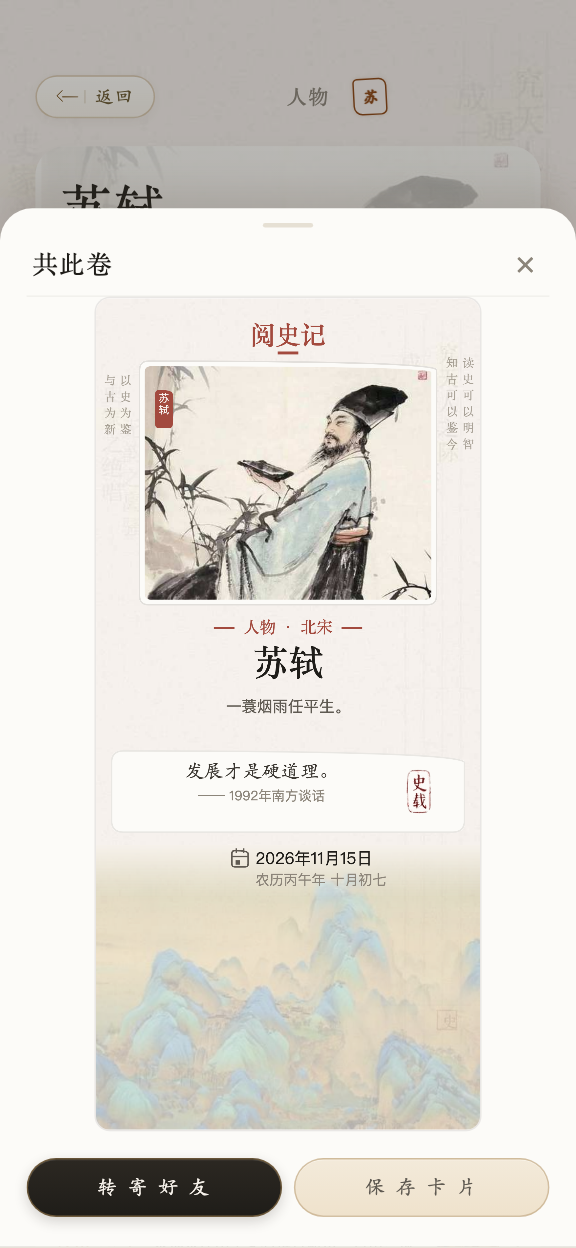 返回
人物
苏
苏轼
共此卷
阅史记
以史为鉴
与古为新
读史可以明智
知古可以鉴今
苏轼
人物 · 北宋
苏轼
一蓑烟雨任平生。
发展才是硬道理。
—— 1992年南方谈话
史载
2026年11月15日
农历丙午年 十月初七
转寄好友
保存卡片